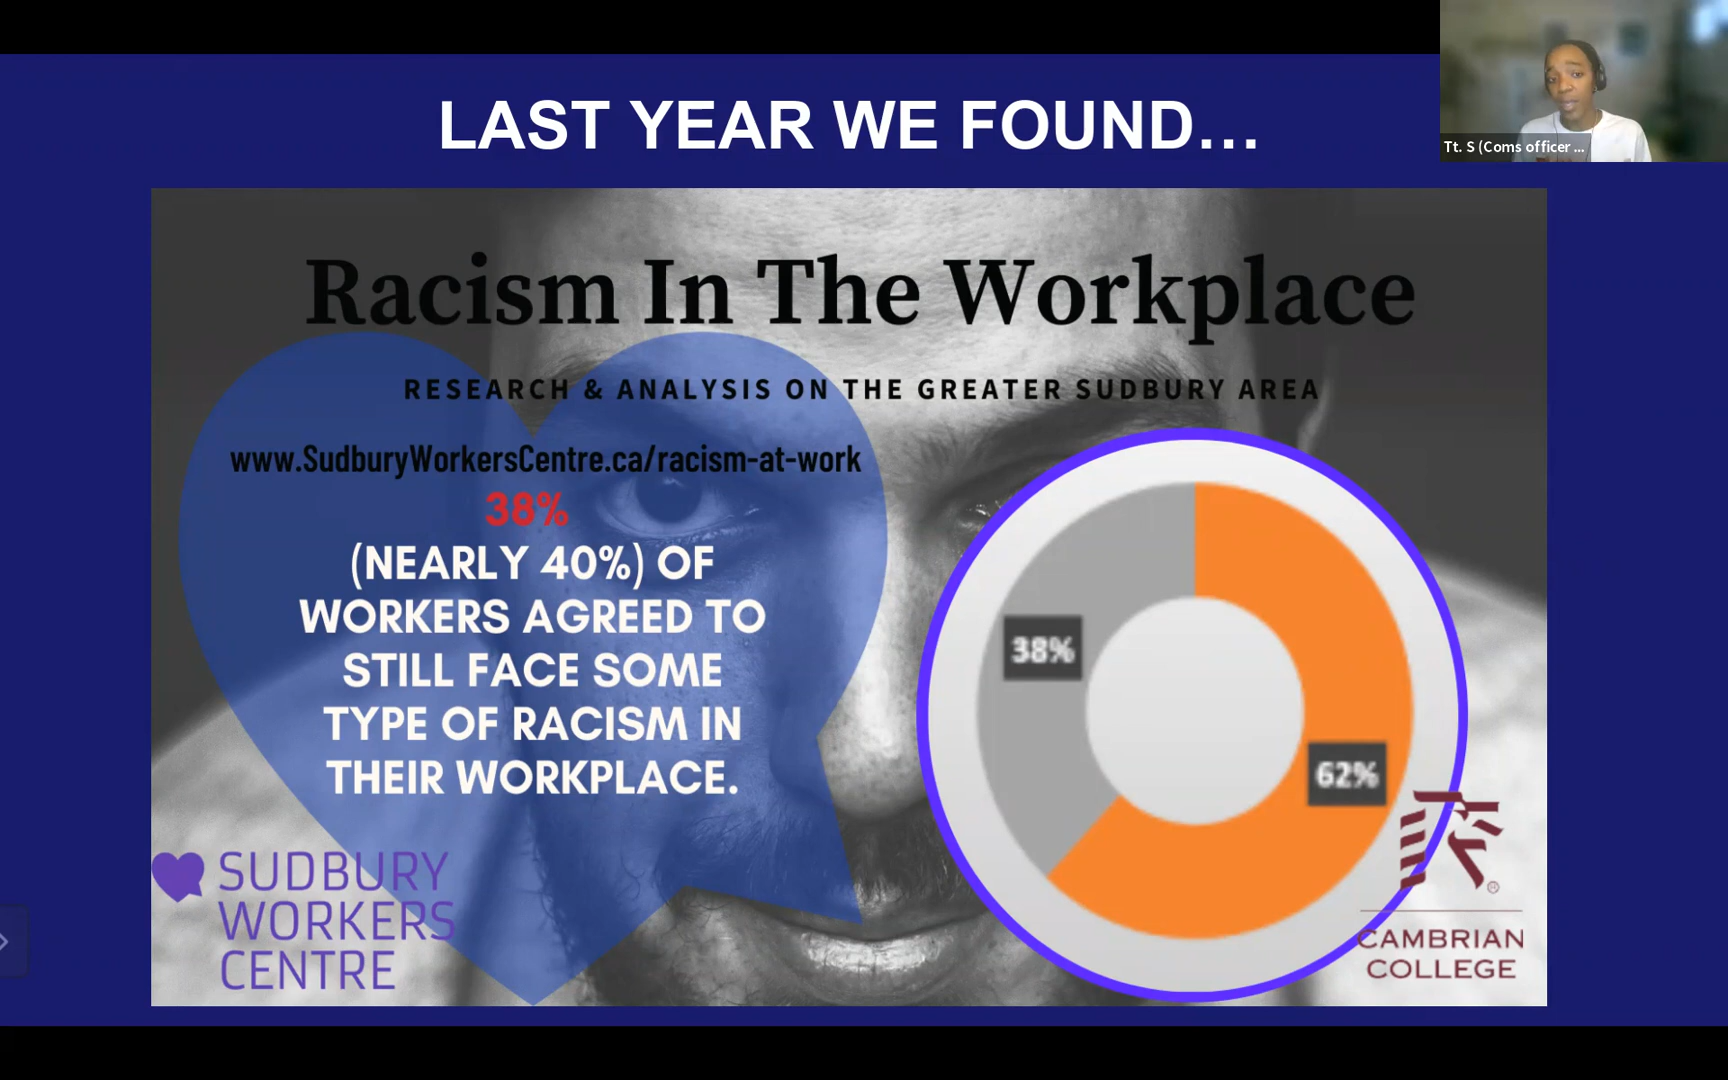 LAST YEAR WE FOUND...
Tt. S (Coms officer ...
Racism In The Workplace
RESEARCH & ANALYSIS ON THE GREATER SUDBURY AREA
www.SudburyWorkersCentre.ca/racism-at-work
38%
(NEARLY 40%) OF
WORKERS AGREED TO
STILL FACE SOME
TYPE OF RACISM IN
THEIR WORKPLACE.
38%
62%
SUDBURY
WORKERS
CENTRE
®
CAMBRIAN
COLLEGE